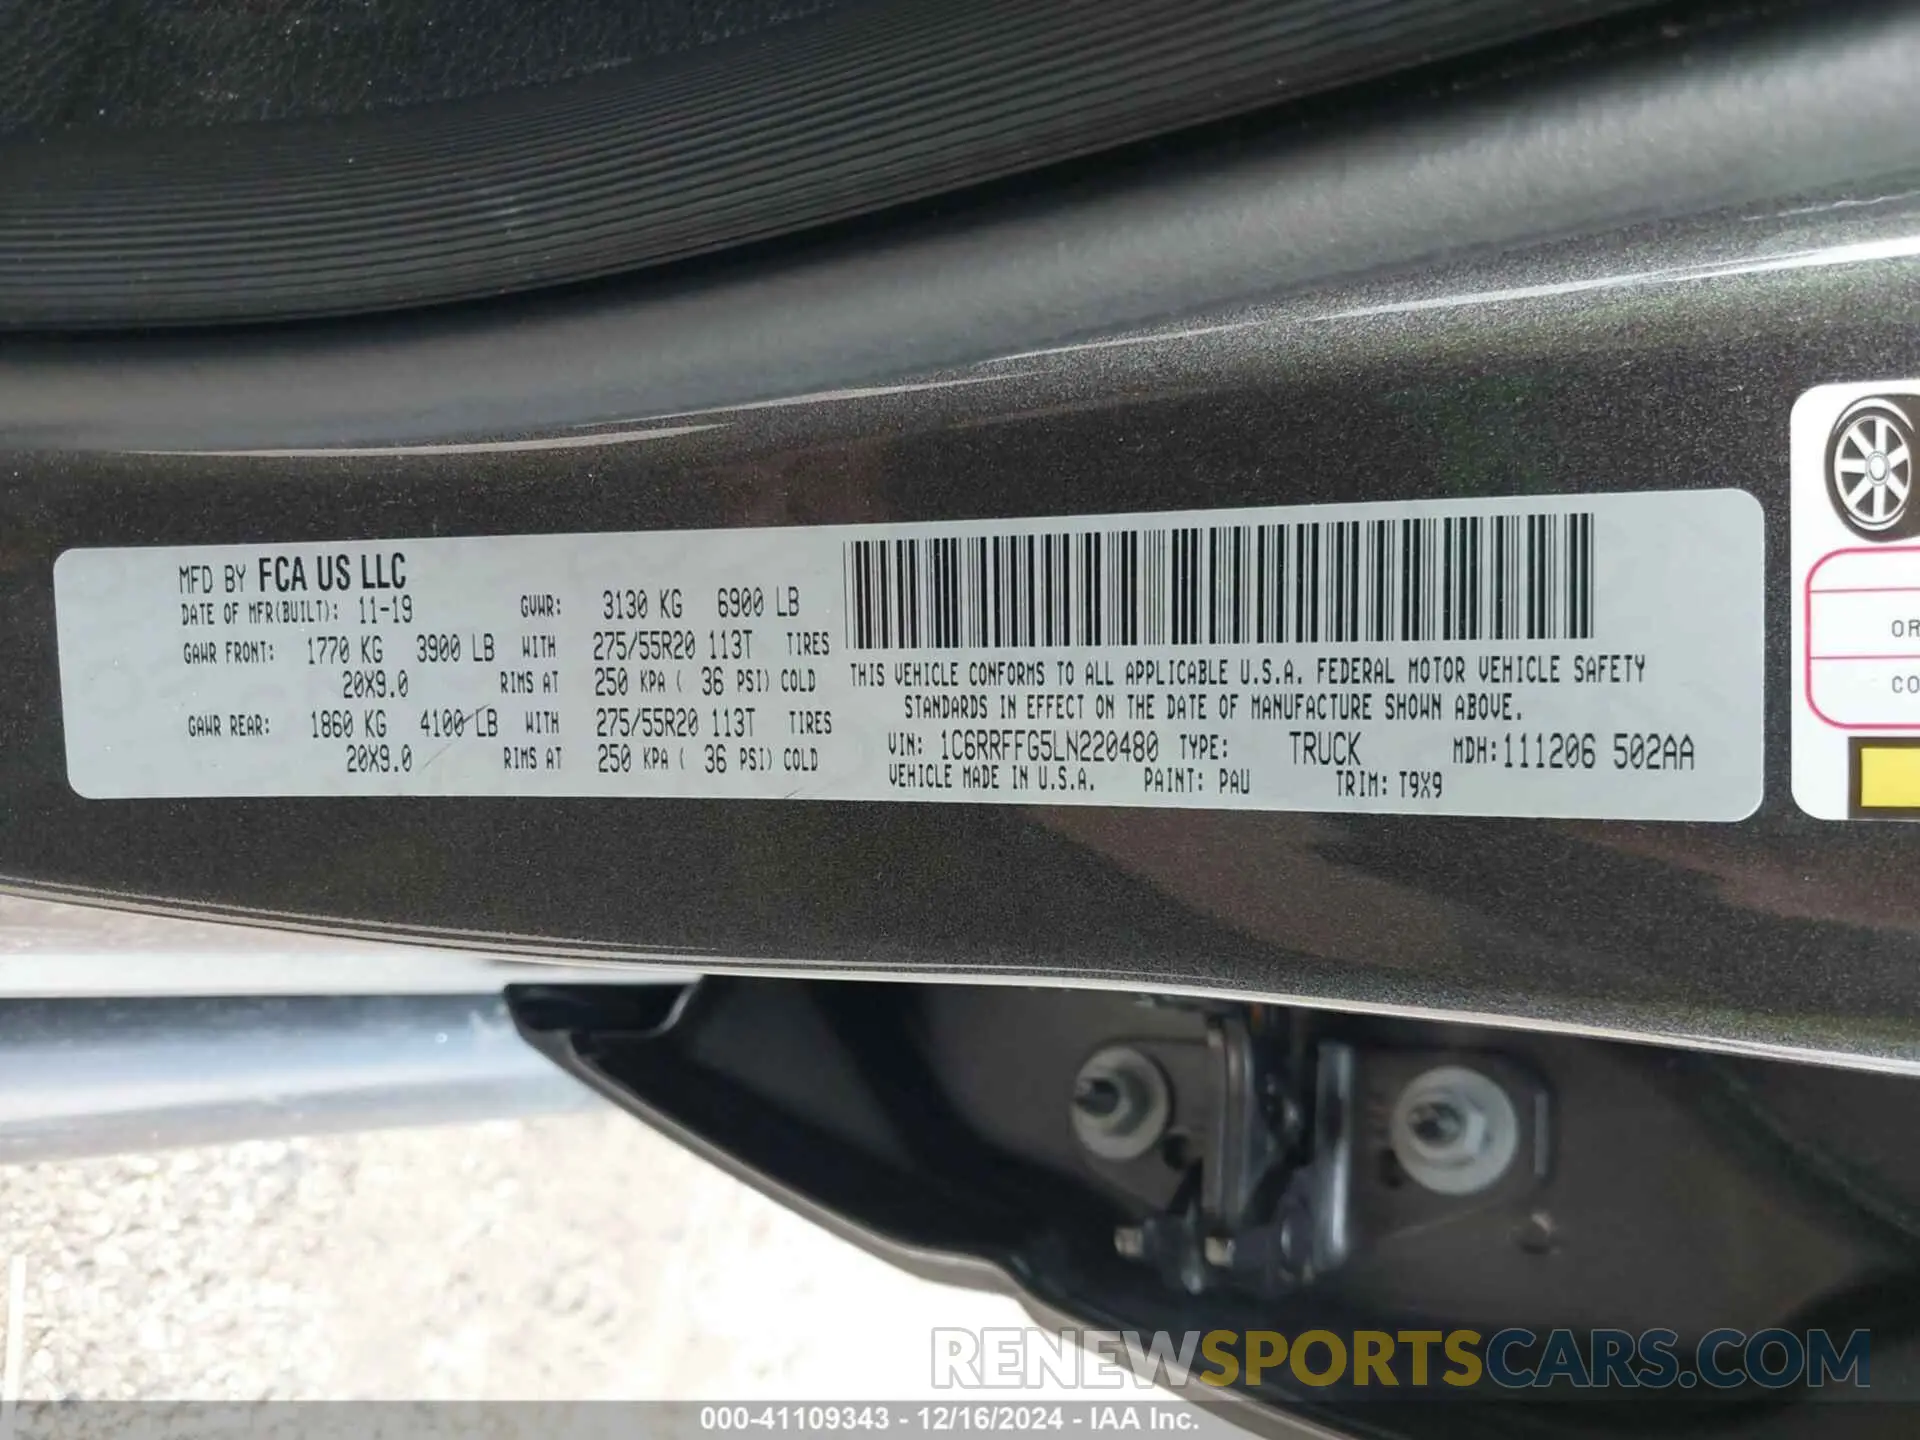 MFD BY FCA US LLC
DATE OF MFR(BUILT): 11-19 GVWR: 3130 KG 6900 LB
GAWR FRONT: 1770 KG 3900 LB WITH 275/55R20 113T TIRES
20X9.0 RIMS AT 250 KPA ( 36 PSI) COLD
GAWR REAR: 1860 KG 4100 LB WITH 275/55R20 113T TIRES
20X9.0 RIMS AT 250 KPA ( 36 PSI) COLD
THIS VEHICLE CONFORMS TO ALL APPLICABLE U.S.A. FEDERAL MOTOR VEHICLE SAFETY
STANDARDS IN EFFECT ON THE DATE OF MANUFACTURE SHOWN ABOVE.
VIN: 1C6RRFFG5LN220480 TYPE: TRUCK MDH: 111206 502AA
VEHICLE MADE IN U.S.A. PAINT: PAU TRIM: T9X9
OR
CO
RENEWSPORTSCARS.COM
000-41109343 - 12/16/2024 - IAA Inc.